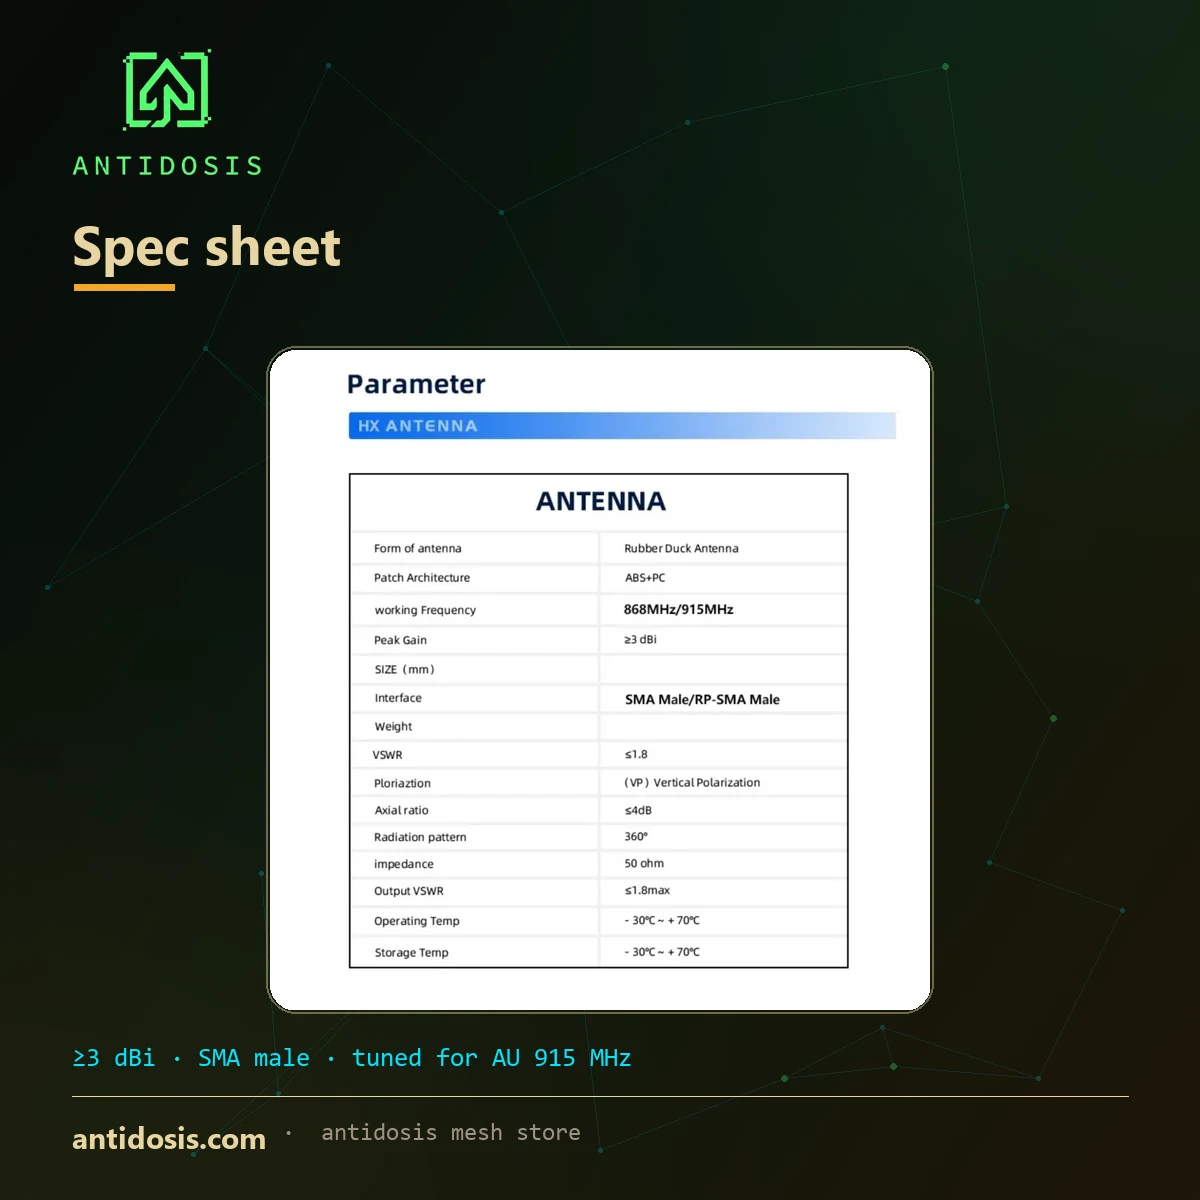 ANTIDOSIS
Spec sheet
Parameter
HX ANTENNA
ANTENNA
Form of antenna Rubber Duck Antenna
Patch Architecture ABS+PC
working Frequency 868MHz/915MHz
Peak Gain ≥3 dBi
SIZE (mm)
Interface SMA Male/RP-SMA Male
Weight
VSWR ≤1.8
Ploriaztion (VP) Vertical Polarization
Axial ratio ≤4dB
Radiation pattern 360°
impedance 50 ohm
Output VSWR ≤1.8max
Operating Temp - 30℃ ~ + 70℃
Storage Temp - 30℃ ~ + 70℃
≥3 dBi · SMA male · tuned for AU 915 MHz
antidosis.com · antidosis mesh store